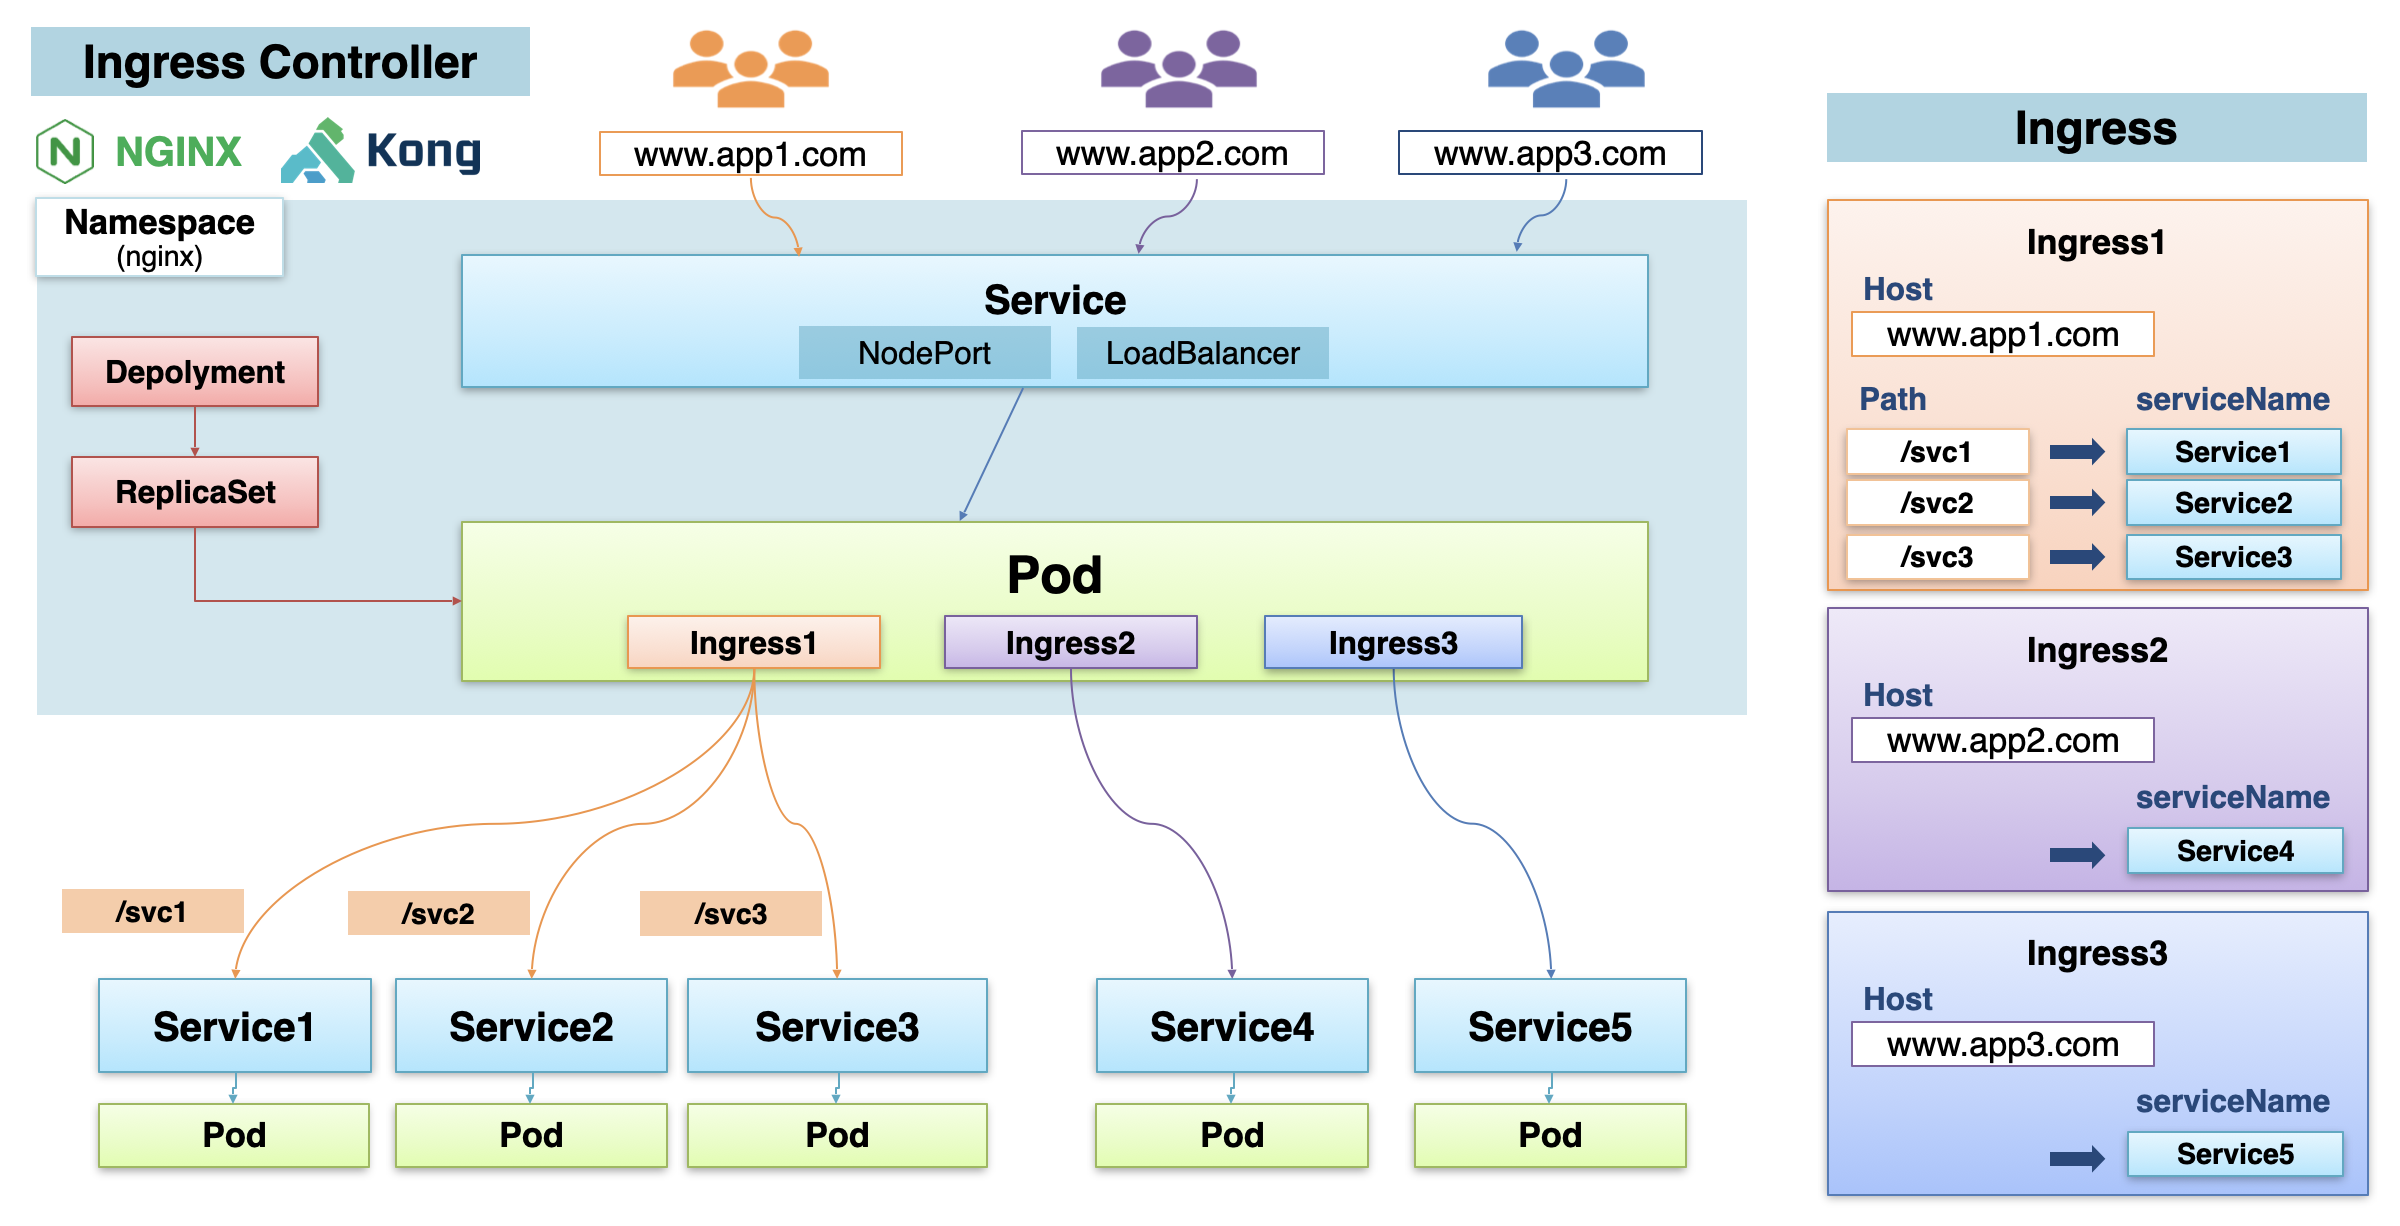 Ingress Controller
NGINX
Kong
www.app1.com
www.app2.com
www.app3.com
Namespace
(nginx)
Service
NodePort
LoadBalancer
Depolyment
ReplicaSet
Pod
Ingress1
Ingress2
Ingress3
/svc1
/svc2
/svc3
Service1
Service2
Service3
Service4
Service5
Pod
Pod
Pod
Pod
Pod
Ingress
Ingress1
Host
www.app1.com
Path
serviceName
/svc1
Service1
/svc2
Service2
/svc3
Service3
Ingress2
Host
www.app2.com
serviceName
Service4
Ingress3
Host
www.app3.com
serviceName
Service5